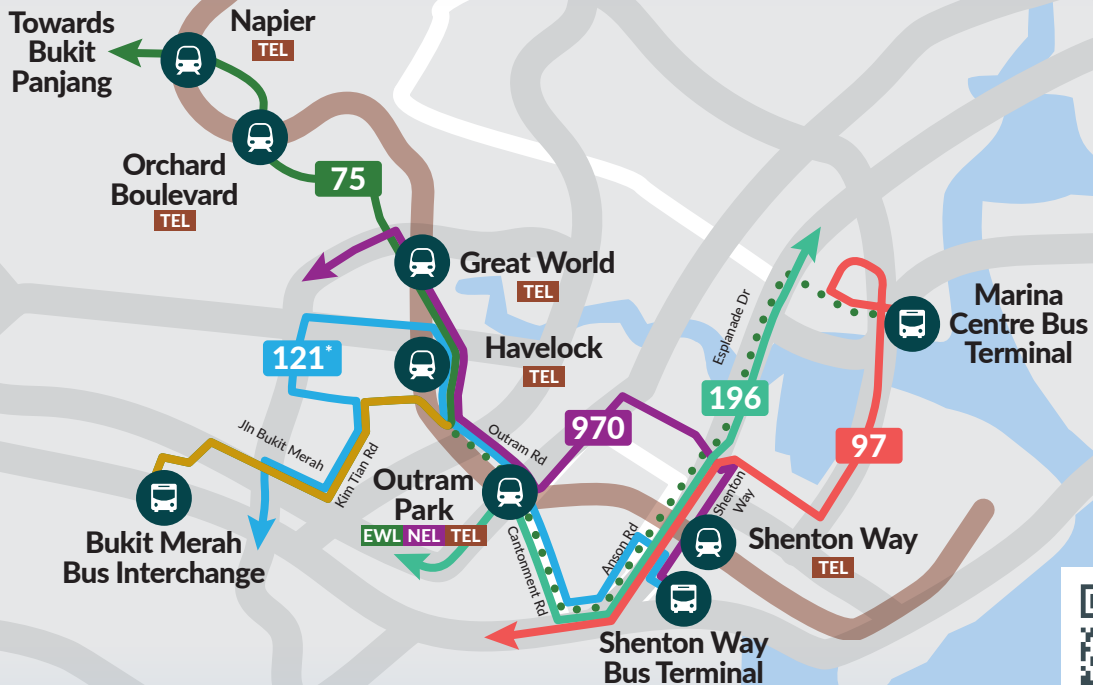 Towards
Bukit
Panjang
Napier
TEL
Orchard
Boulevard
TEL
75
Great World
TEL
121*
Havelock
TEL
Marina
Centre Bus
Terminal
Esplanade Dr
196
970
97
Jln Bukit Merah
Kim Tian Rd
Outram Rd
Outram
Park
EWL NEL TEL
Bukit Merah
Bus Interchange
Cantonment Rd
Anson Rd
Shenton
Way
Shenton Way
TEL
Shenton Way
Bus Terminal